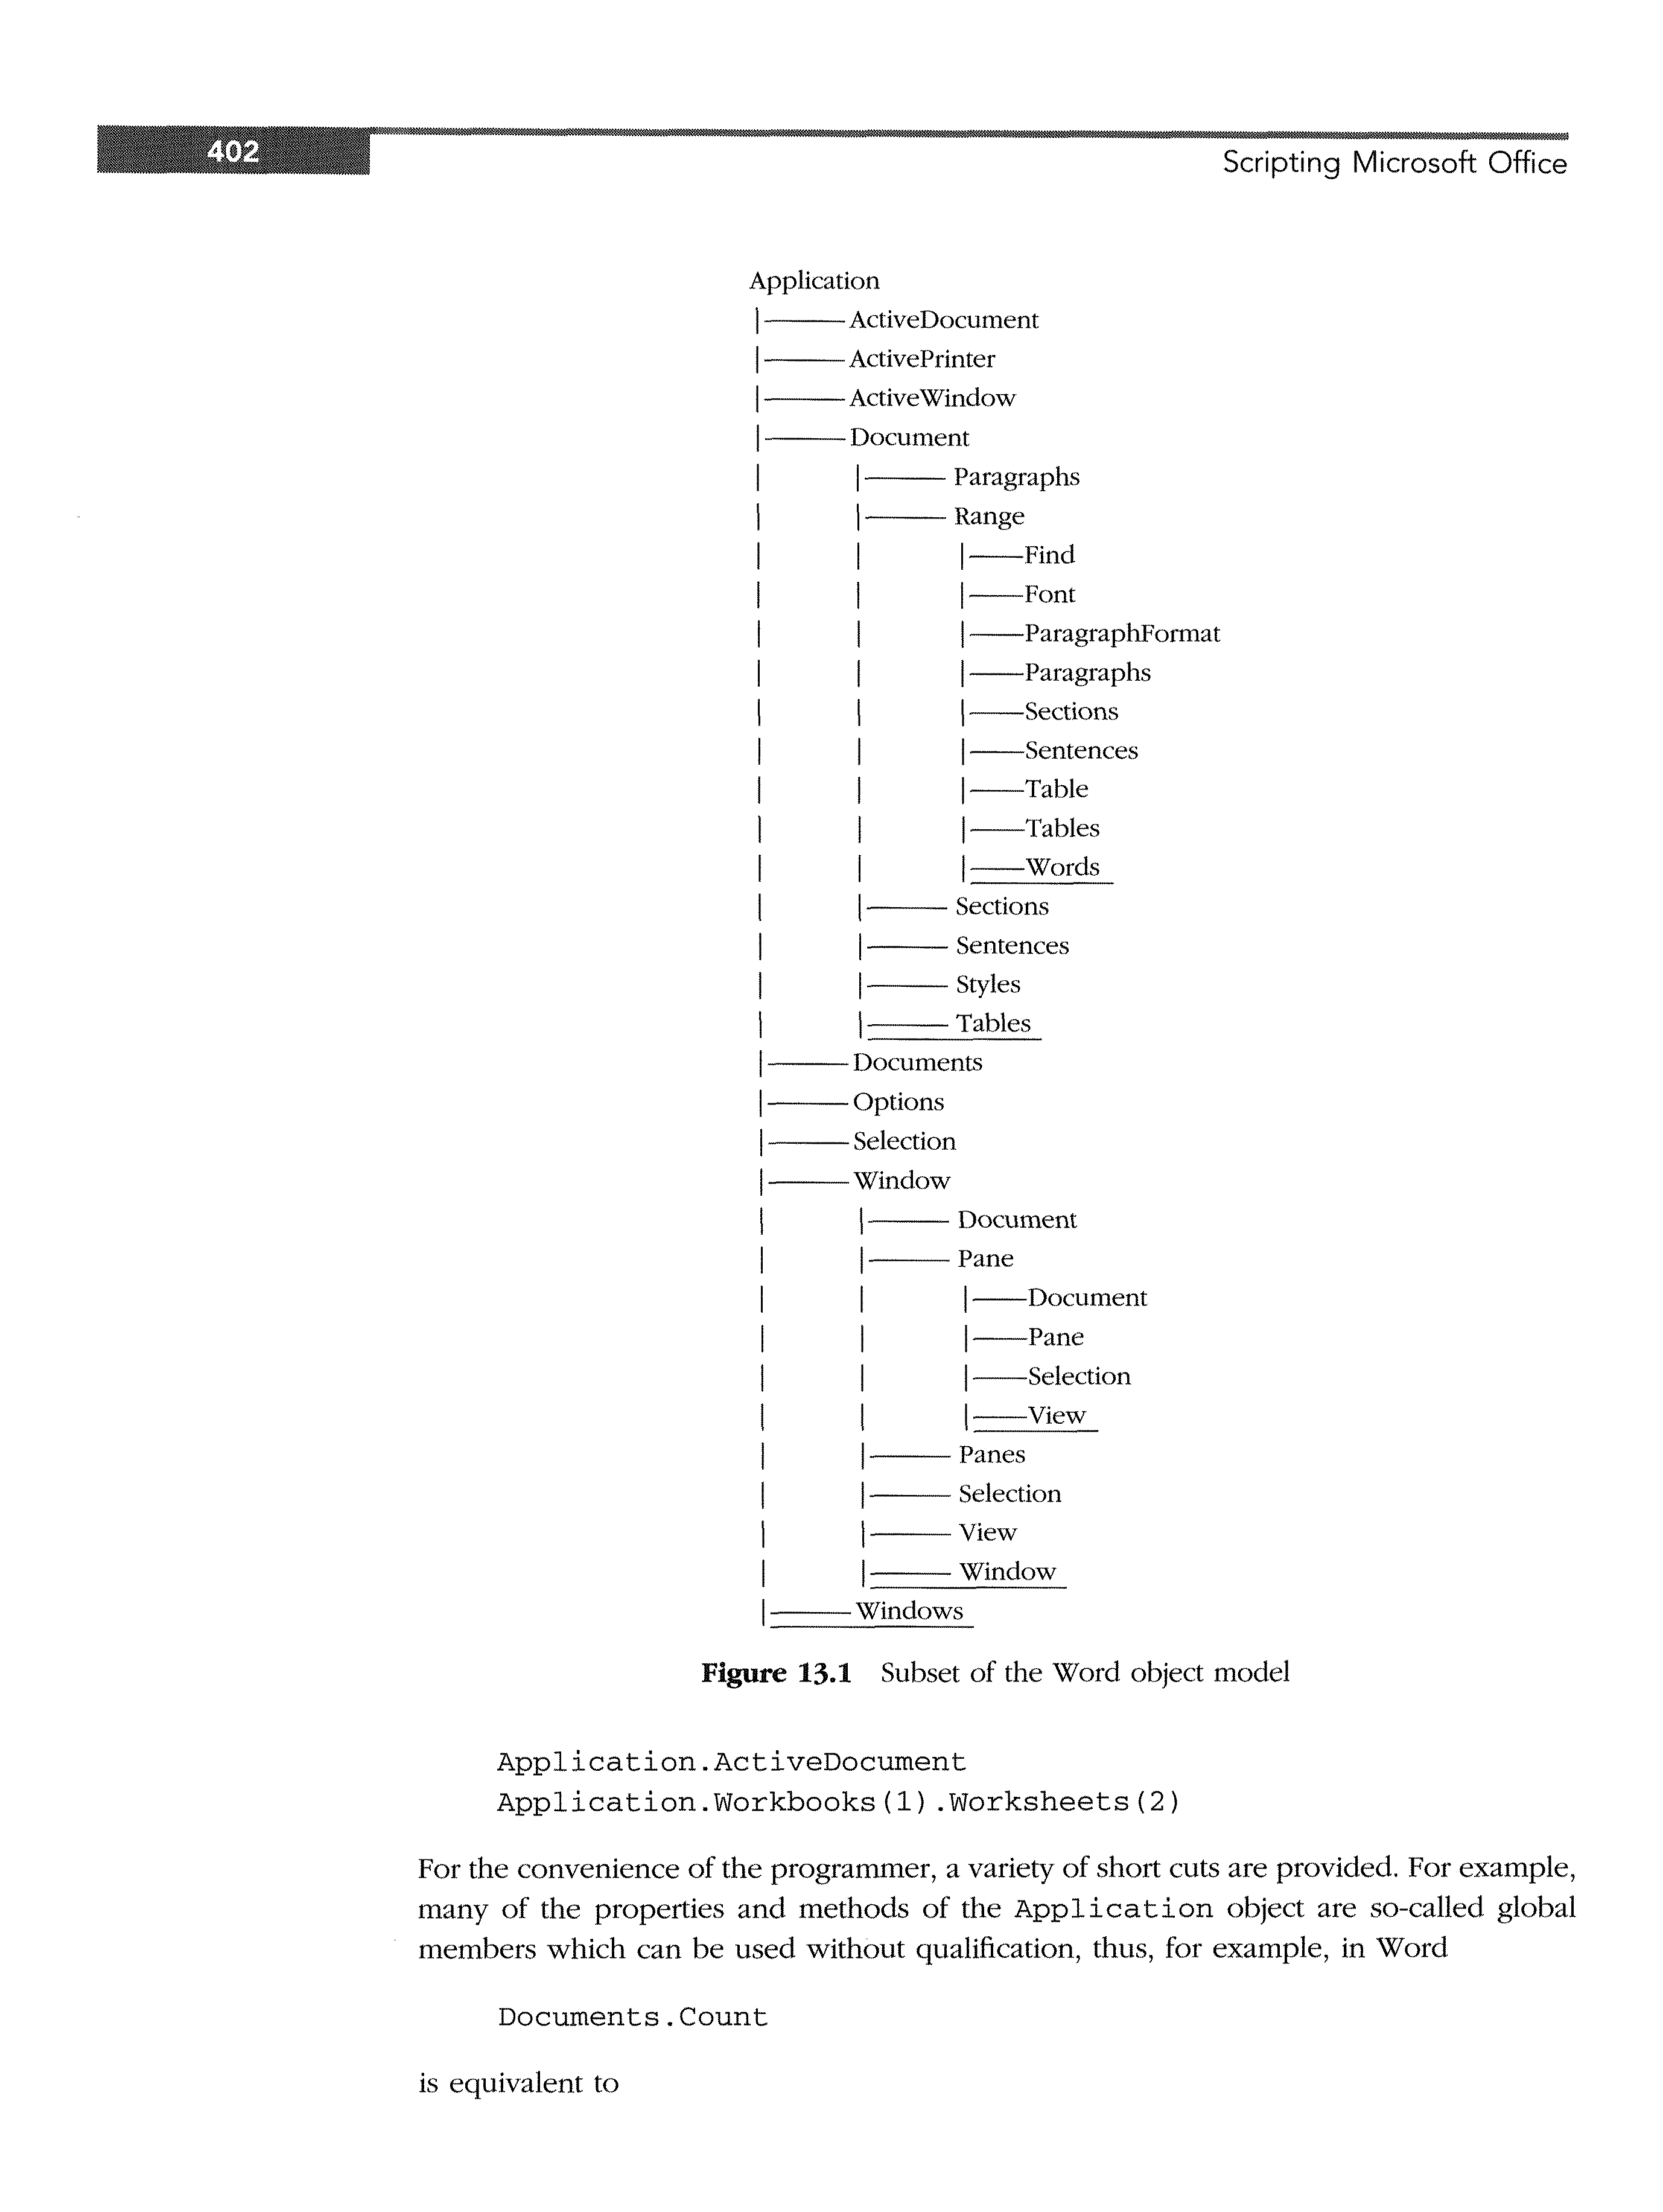 402
Scripting Microsoft Office
Application
ActiveDocument
ActivePrinter
ActiveWindow
Document
Paragraphs
Range
Find
Font
ParagraphFormat
Paragraphs
Sections
Sentences
Table
Tables
Words
Sections
Sentences
Styles
Tables
Documents
Options
Selection
Window
Document
Pane
Document
Pane
Selection
View
Panes
Selection
View
Window
Windows
Figure 13.1 Subset of the Word object model
Application.ActiveDocument
Application.Workbooks(1).Worksheets(2)
For the convenience of the programmer, a variety of short cuts are provided. For example,
many of the properties and methods of the Application object are so-called global
members which can be used without qualification, thus, for example, in Word
Documents.Count
is equivalent to